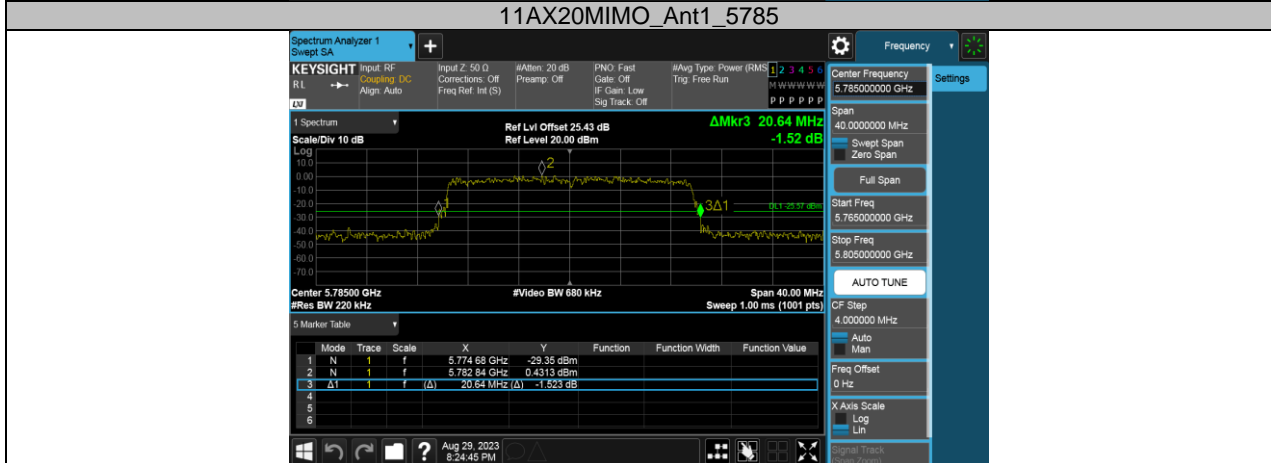 11AX20MIMO_Ant1_5785
Spectrum Analyzer 1
Swept SA
Frequency
KEYSIGHT
RL
LXI
Input: RF
Coupling: DC
Align: Auto
Input Z: 50 Ω
Corrections: Off
Freq Ref: Int (S)
#Atten: 20 dB
Preamp: Off
PNO: Fast
Gate: Off
IF Gain: Low
Sig Track: Off
#Avg Type: Power (RMS
Trig: Free Run
1 2 3 4 5 6
M W W W W W
P P P P P P
1 Spectrum
Scale/Div 10 dB
Ref Lvl Offset 25.43 dB
Ref Level 20.00 dBm
ΔMkr3 20.64 MHz
-1.52 dB
Log
10.0
0.00
-10.0
-20.0
-30.0
-40.0
-50.0
-60.0
-70.0
2
1
3Δ1
DL1 -25.57 dBm
Center 5.78500 GHz
#Res BW 220 kHz
#Video BW 680 kHz
Span 40.00 MHz
Sweep 1.00 ms (1001 pts)
5 Marker Table
Mode Trace Scale X Y Function Function Width Function Value
1 N 1 f 5.774 68 GHz -29.35 dBm
2 N 1 f 5.782 84 GHz 0.4313 dBm
3 Δ1 1 f (Δ) 20.64 MHz (Δ) -1.523 dB
4
5
6
Aug 29, 2023
8:24:45 PM
Center Frequency
5.785000000 GHz
Settings
Span
40.0000000 MHz
Swept Span
Zero Span
Full Span
Start Freq
5.765000000 GHz
Stop Freq
5.805000000 GHz
AUTO TUNE
CF Step
4.000000 MHz
Auto
Man
Freq Offset
0 Hz
X Axis Scale
Log
Lin
Signal Track
(Span Zoom)